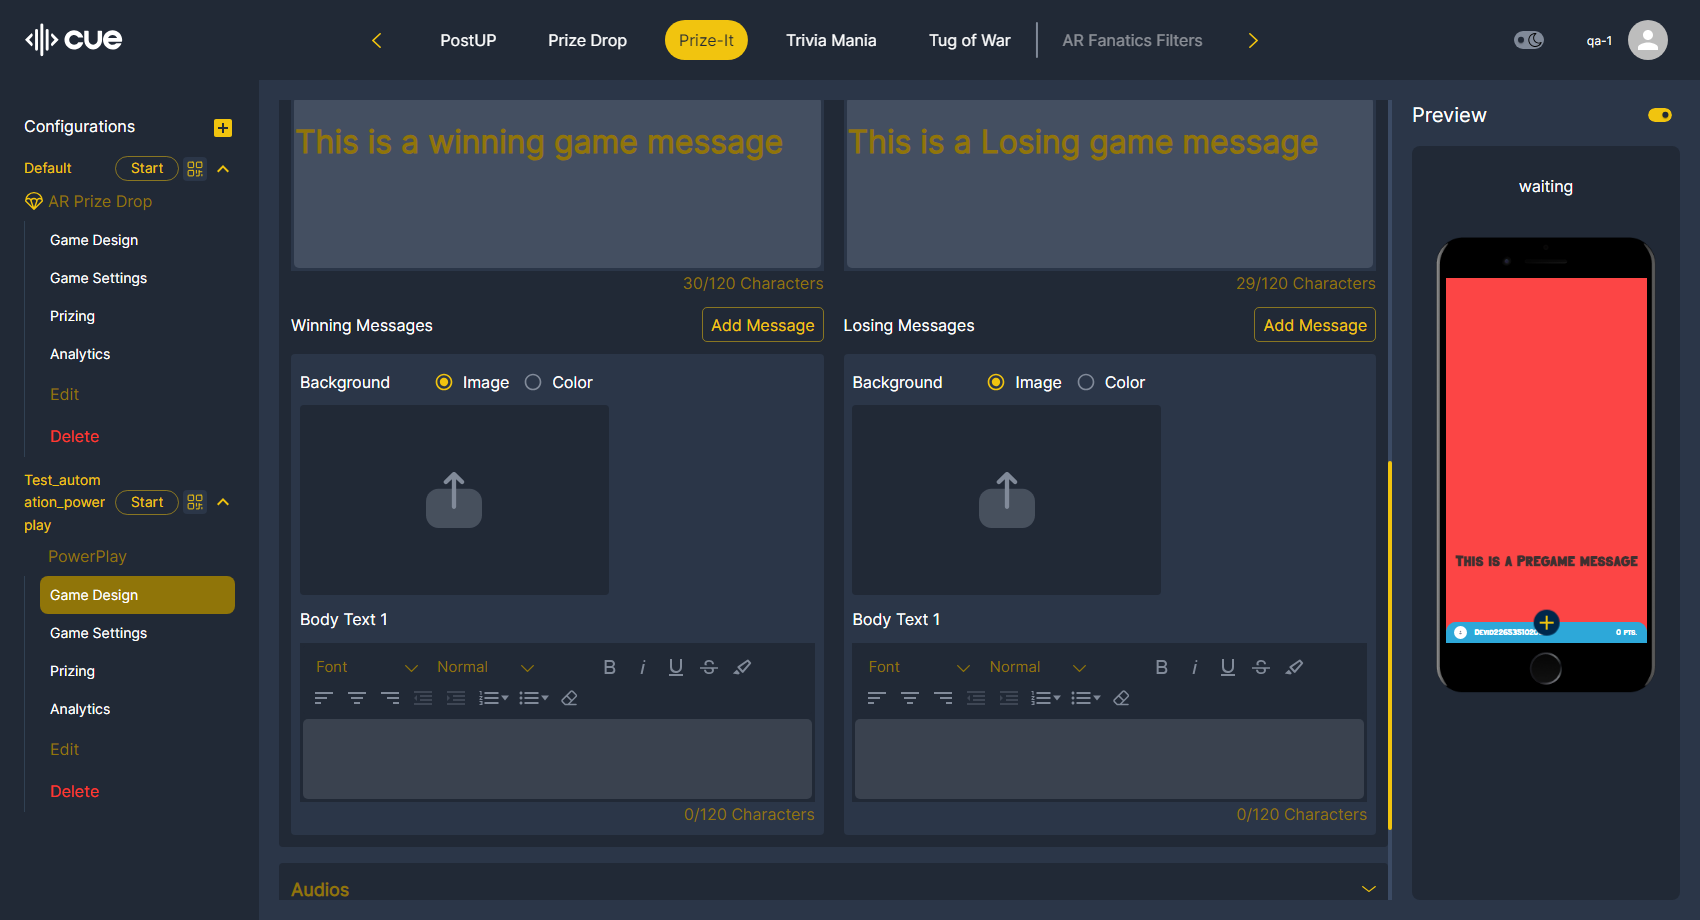 cue
PostUP
Prize Drop
Prize-It
Trivia Mania
Tug of War
AR Fanatics Filters
qa-1
Configurations
Default
Start
AR Prize Drop
Game Design
Game Settings
Prizing
Analytics
Edit
Delete
Test_autom
ation_power
play
Start
PowerPlay
Game Design
Game Settings
Prizing
Analytics
Edit
Delete
This is a winning game message
30/120 Characters
This is a Losing game message
29/120 Characters
Winning Messages
Add Message
Background
Image
Color
Body Text 1
Font
Normal
0/120 Characters
Losing Messages
Add Message
Background
Image
Color
Body Text 1
Font
Normal
0/120 Characters
Audios
Preview
waiting
This is a Pregame message
0 pts.